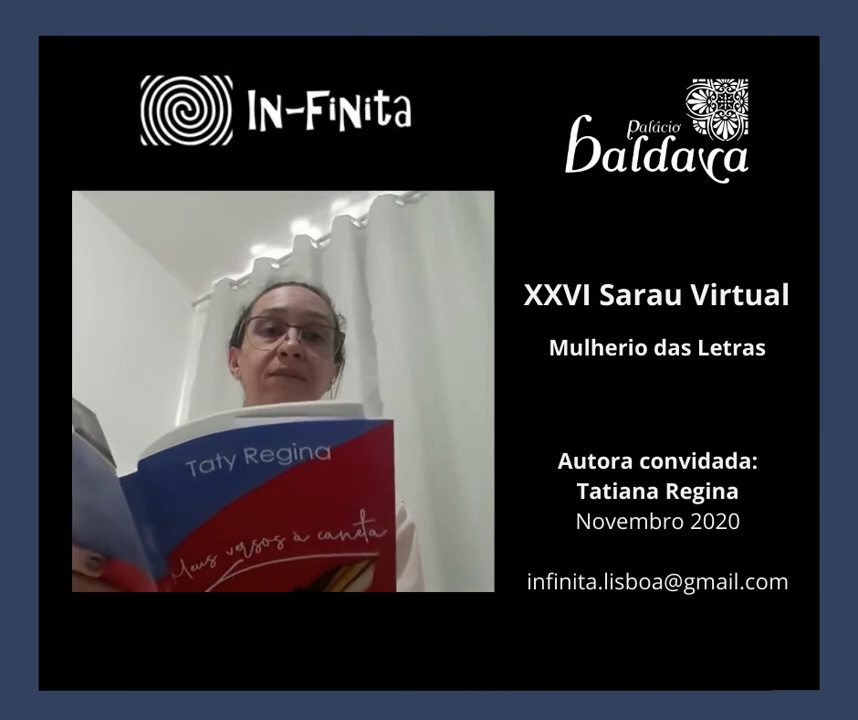 IN-FINITA
Palácio
baldaya
XXVI Sarau Virtual
Mulherio das Letras
Autora convidada:
Tatiana Regina
Novembro 2020
infinita.lisboa@gmail.com
Taty Regina
Meus versos à caneta